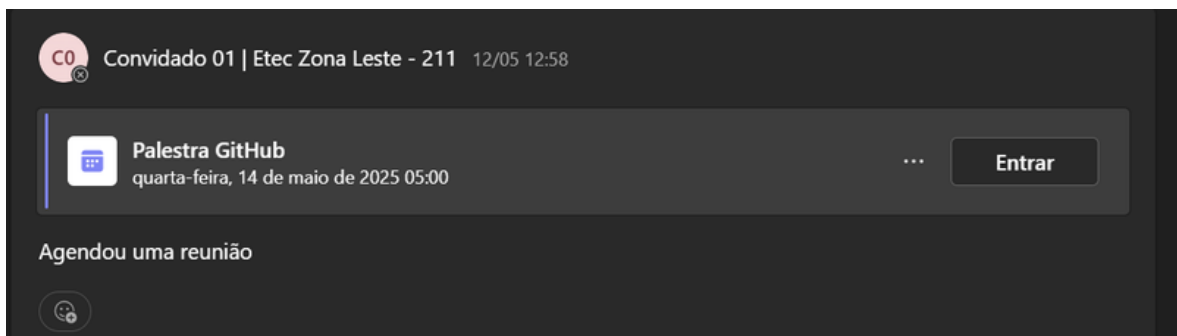 C0 Convidado 01 | Etec Zona Leste - 211 12/05 12:58
Palestra GitHub
quarta-feira, 14 de maio de 2025 05:00
... Entrar
Agendou uma reunião